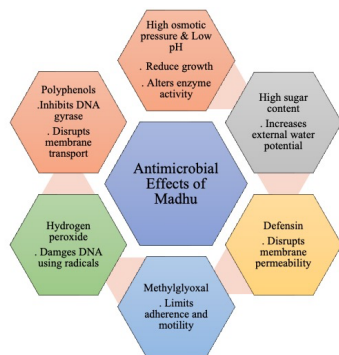 High osmotic
pressure & Low
pH
. Reduce growth
. Alters enzyme
activity
High sugar
content
. Increases
external water
potential
Defensin
. Disrupts
membrane
permeability
Methylglyoxal
. Limits
adherence and
motility
Hydrogen
peroxide
. Damges DNA
using radicals
Polyphenols
.Inhibits DNA
gyrase
. Disrupts
membrane
transport
Antimicrobial
Effects of
Madhu